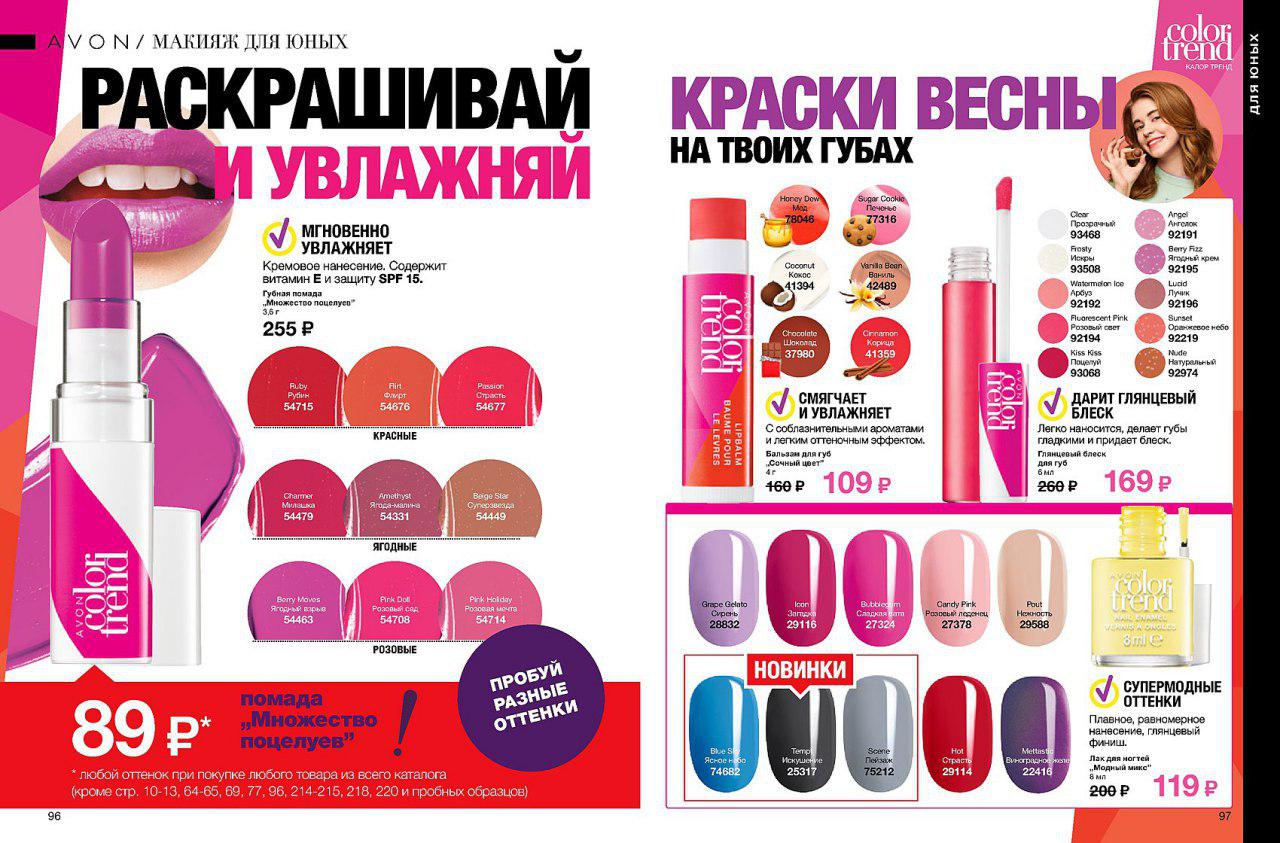 AVON / МАКИЯЖ ДЛЯ ЮНЫХ
РАСКРАШИВАЙ
И УВЛАЖНЯЙ
МГНОВЕННО
УВЛАЖНЯЕТ
Кремовое нанесение. Содержит
витамин Е и защиту SPF 15.
Губная помада
„Множество поцелуев”
3,6 г
255 ₽
Ruby
Рубин
54715
Flirt
Флирт
54676
Passion
Страсть
54677
КРАСНЫЕ
Charmer
Милашка
54479
Amethyst
Ягода-малина
54331
Beige Star
Суперзвезда
54449
ЯГОДНЫЕ
Berry Moves
Ягодный взрыв
54463
Pink Doll
Розовый сад
54708
Pink Holiday
Розовая мечта
54714
РОЗОВЫЕ
AVON
color
trend
ПРОБУЙ
РАЗНЫЕ
ОТТЕНКИ
89 ₽*
помада
„Множество
поцелуев”
!
* любой оттенок при покупке любого товара из всего каталога
(кроме стр. 10-13, 64-65, 69, 77, 96, 214-215, 218, 220 и пробных образцов)
96
color
trend
КАЛОР ТРЕНД
ДЛЯ ЮНЫХ
КРАСКИ ВЕСНЫ
НА ТВОИХ ГУБАХ
AVON
color
trend
LIPBALM
BAUME POUR
LE LEVRES
Honey Dew
Мёд
78046
Sugar Cookie
Печенье
77316
Coconut
Кокос
41394
Vanilla Bean
Ваниль
42489
Chocolate
Шоколад
37980
Cinnamon
Корица
41359
СМЯГЧАЕТ
И УВЛАЖНЯЕТ
С соблазнительными ароматами
и легким оттеночным эффектом.
Бальзам для губ
„Сочный цвет”
4 г
160 ₽ 109 ₽
AVON
color
trend
Clear
Прозрачный
93468
Frosty
Искры
93508
Watermelon Ice
Арбуз
92192
Fluorescent Pink
Розовый свет
92194
Kiss Kiss
Поцелуй
93068
Angel
Ангелок
92191
Berry Fizz
Ягодный крем
92195
Lucid
Лучик
92196
Sunset
Оранжевое небо
92219
Nude
Натуральный
92974
ДАРИТ ГЛЯНЦЕВЫЙ
БЛЕСК
Легко наносится, делает губы
гладкими и придает блеск.
Глянцевый блеск
для губ
6 мл
260 ₽ 169 ₽
Grape Gelato
Сирень
28832
Icon
Загадка
29116
Bubblegum
Сладкая вата
27324
Candy Pink
Розовый леденец
27378
Pout
Нежность
29588
НОВИНКИ
Blue Sky
Ясное небо
74682
Temp
Искушение
25317
Scene
Пейзаж
75212
Hot
Страсть
29114
Mettastic
Виноградное желе
22416
AVON
color
trend
NAIL ENAMEL
VERNIS A ONGLES
8 ml e
СУПЕРМОДНЫЕ
ОТТЕНКИ
Плавное, равномерное
нанесение, глянцевый
финиш.
Лак для ногтей
„Модный микс”
8 мл
200 ₽ 119 ₽
97